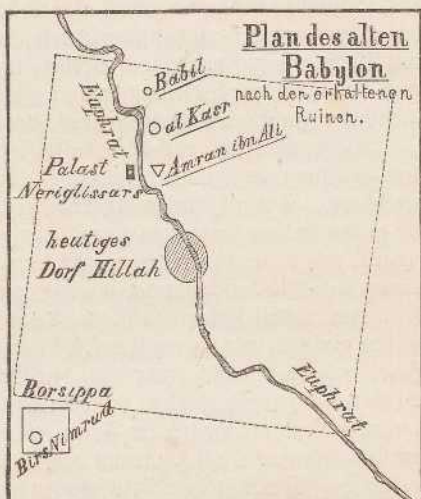 Plan des alten
Babylon
nach den erhaltenen
Ruinen.
Babil
al Kasr
Euphrat
Amran ibn Ali
Palast
Neriglissars
heutiges
Dorf Hillah
Euphrat
Borsippa
Birs Nimrud